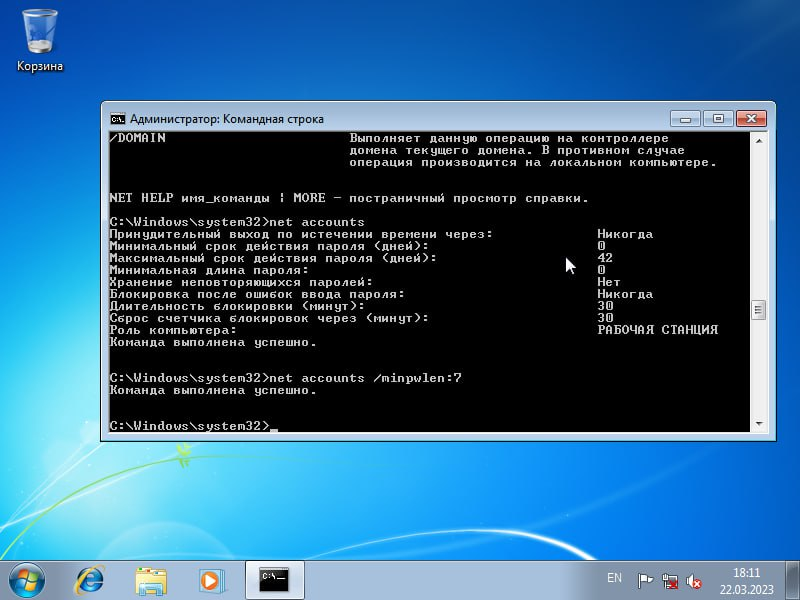 Корзина
Администратор: Командная строка
/DOMAIN Выполняет данную операцию на контроллере
домена текущего домена. В противном случае
операция производится на локальном компьютере.
NET HELP имя_команды | MORE - постраничный просмотр справки.
C:\Windows\system32>net accounts
Принудительный выход по истечении времени через: Никогда
Минимальный срок действия пароля (дней): 0
Максимальный срок действия пароля (дней): 42
Минимальная длина пароля: 0
Хранение неповторяющихся паролей: Нет
Блокировка после ошибок ввода пароля: Никогда
Длительность блокировки (минут): 30
Сброс счетчика блокировок через (минут): 30
Роль компьютера: РАБОЧАЯ СТАНЦИЯ
Команда выполнена успешно.
C:\Windows\system32>net accounts /minpwlen:7
Команда выполнена успешно.
C:\Windows\system32>_
EN
18:11
22.03.2023